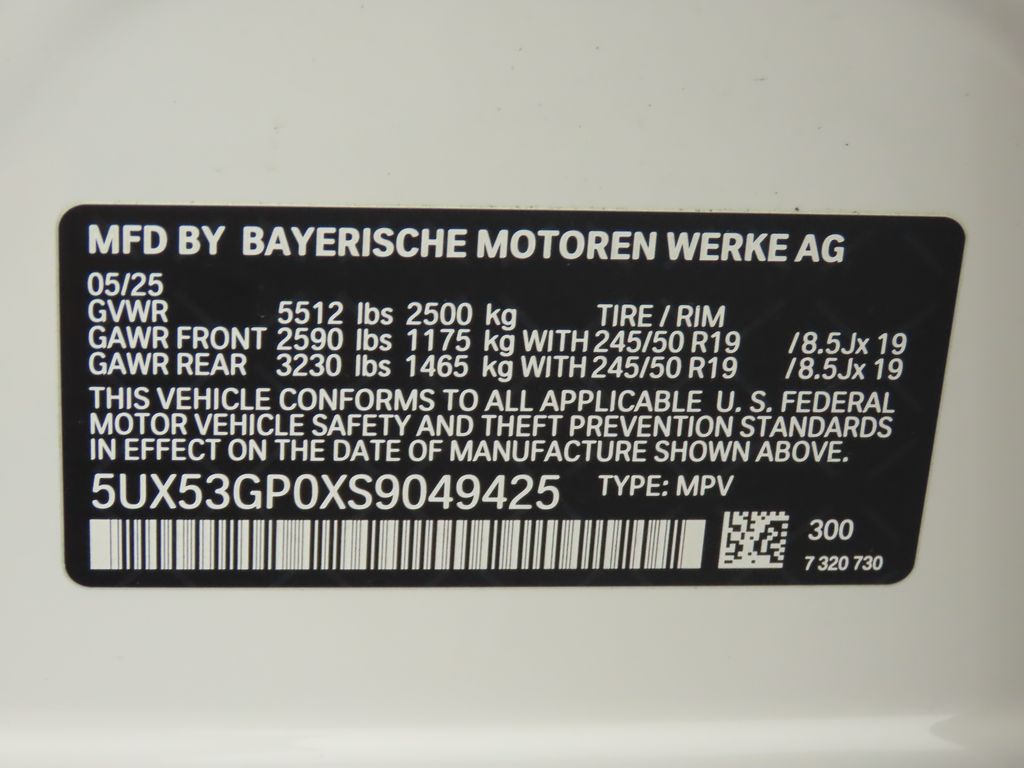 MFD BY BAYERISCHE MOTOREN WERKE AG
05/25
GVWR 5512 lbs 2500 kg TIRE / RIM
GAWR FRONT 2590 lbs 1175 kg WITH 245/50 R19 /8.5Jx 19
GAWR REAR 3230 lbs 1465 kg WITH 245/50 R19 /8.5Jx 19
THIS VEHICLE CONFORMS TO ALL APPLICABLE U. S. FEDERAL
MOTOR VEHICLE SAFETY AND THEFT PREVENTION STANDARDS
IN EFFECT ON THE DATE OF MANUFACTURE SHOWN ABOVE.
5UX53GP0XS9049425 TYPE: MPV
300
7 320 730